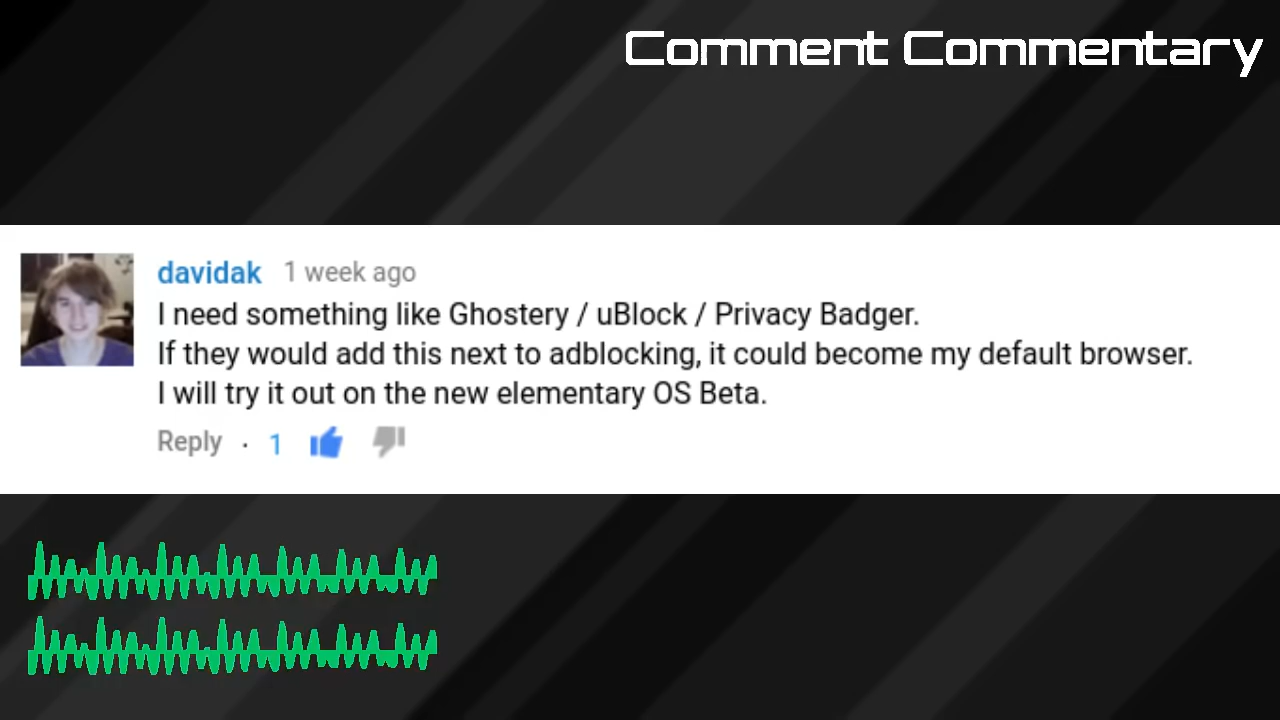 Comment Commentary
davidak 1 week ago
I need something like Ghostery / uBlock / Privacy Badger.
If they would add this next to adblocking, it could become my default browser.
I will try it out on the new elementary OS Beta.
Reply · 1